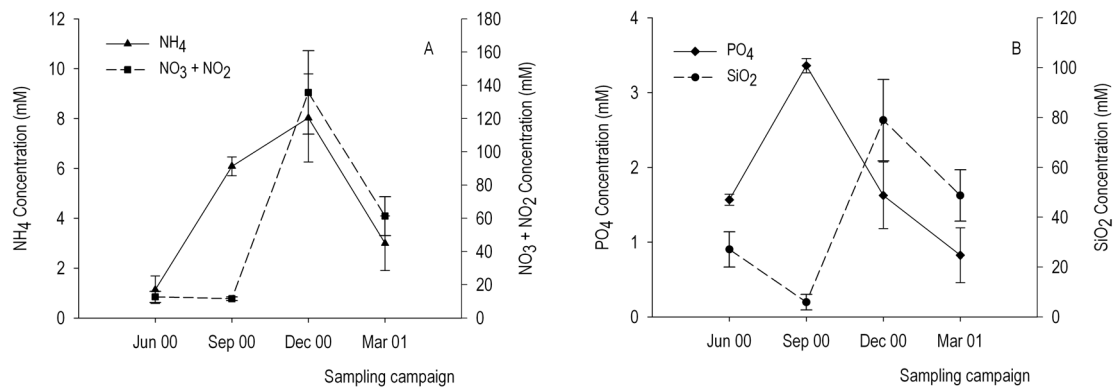 A
NH4
NO3 + NO2
NH4 Concentration (mM)
12
10
8
6
4
2
0
NO3 + NO2 Concentration (mM)
180
160
140
120
100
80
60
40
20
0
Jun 00 Sep 00 Dec 00 Mar 01
Sampling campaign
B
PO4
SiO2
PO4 Concentration (mM)
4
3
2
1
0
SiO2 Concentration (mM)
120
100
80
60
40
20
0
Jun 00 Sep 00 Dec 00 Mar 01
Sampling campaign